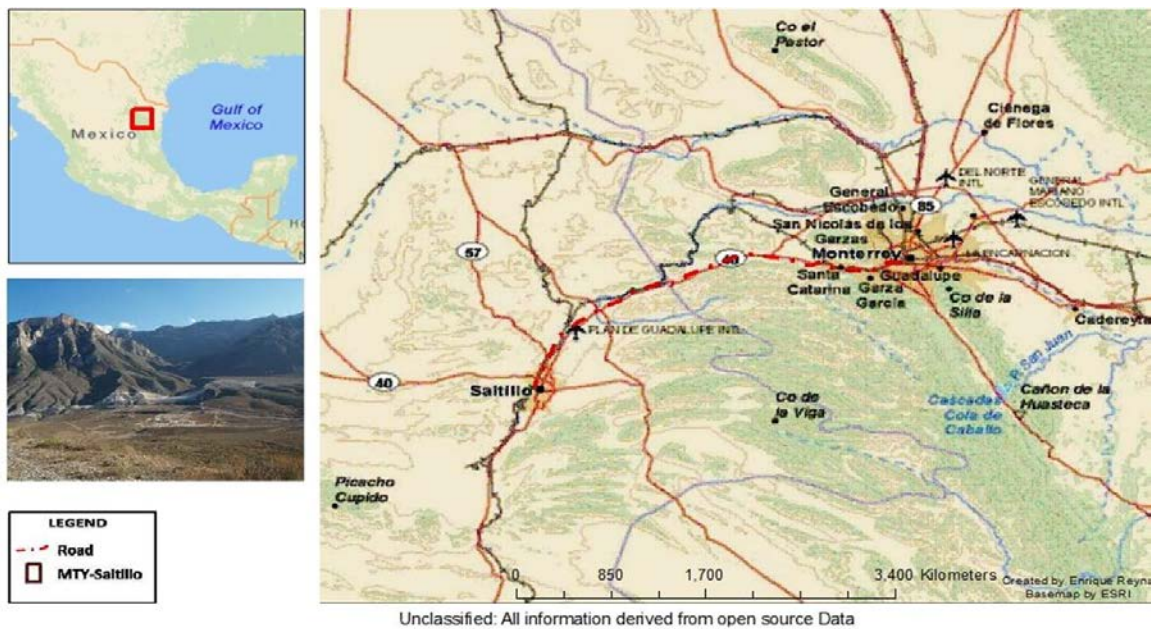 Gulf of
Mexico
Mexico
LEGEND
Road
MTY-Saltillo
Co el
Pastor
Ciénega
de Flores
DEL NORTE
INTL
GENERAL
MARIANO
ESCOBEDO INTL
General
Escobedo
85
San Nicolas de los
Garzas
57
Monterrey
LA ENCARNACION
40
Santa
Catarina
Guadalupe
Garza
García
Co de la
Silla
Cadereyta
PLAN DE GUADALUPE INTL
R. San Juan
40
Saltillo
Co de
la Viga
Cascadas
Cola de
Caballo
Cañon de la
Huasteca
Picacho
Cupido
0 850 1,700 3,400 Kilometers
Created by Enrique Reyna
Basemap by ESRI
Unclassified: All information derived from open source Data